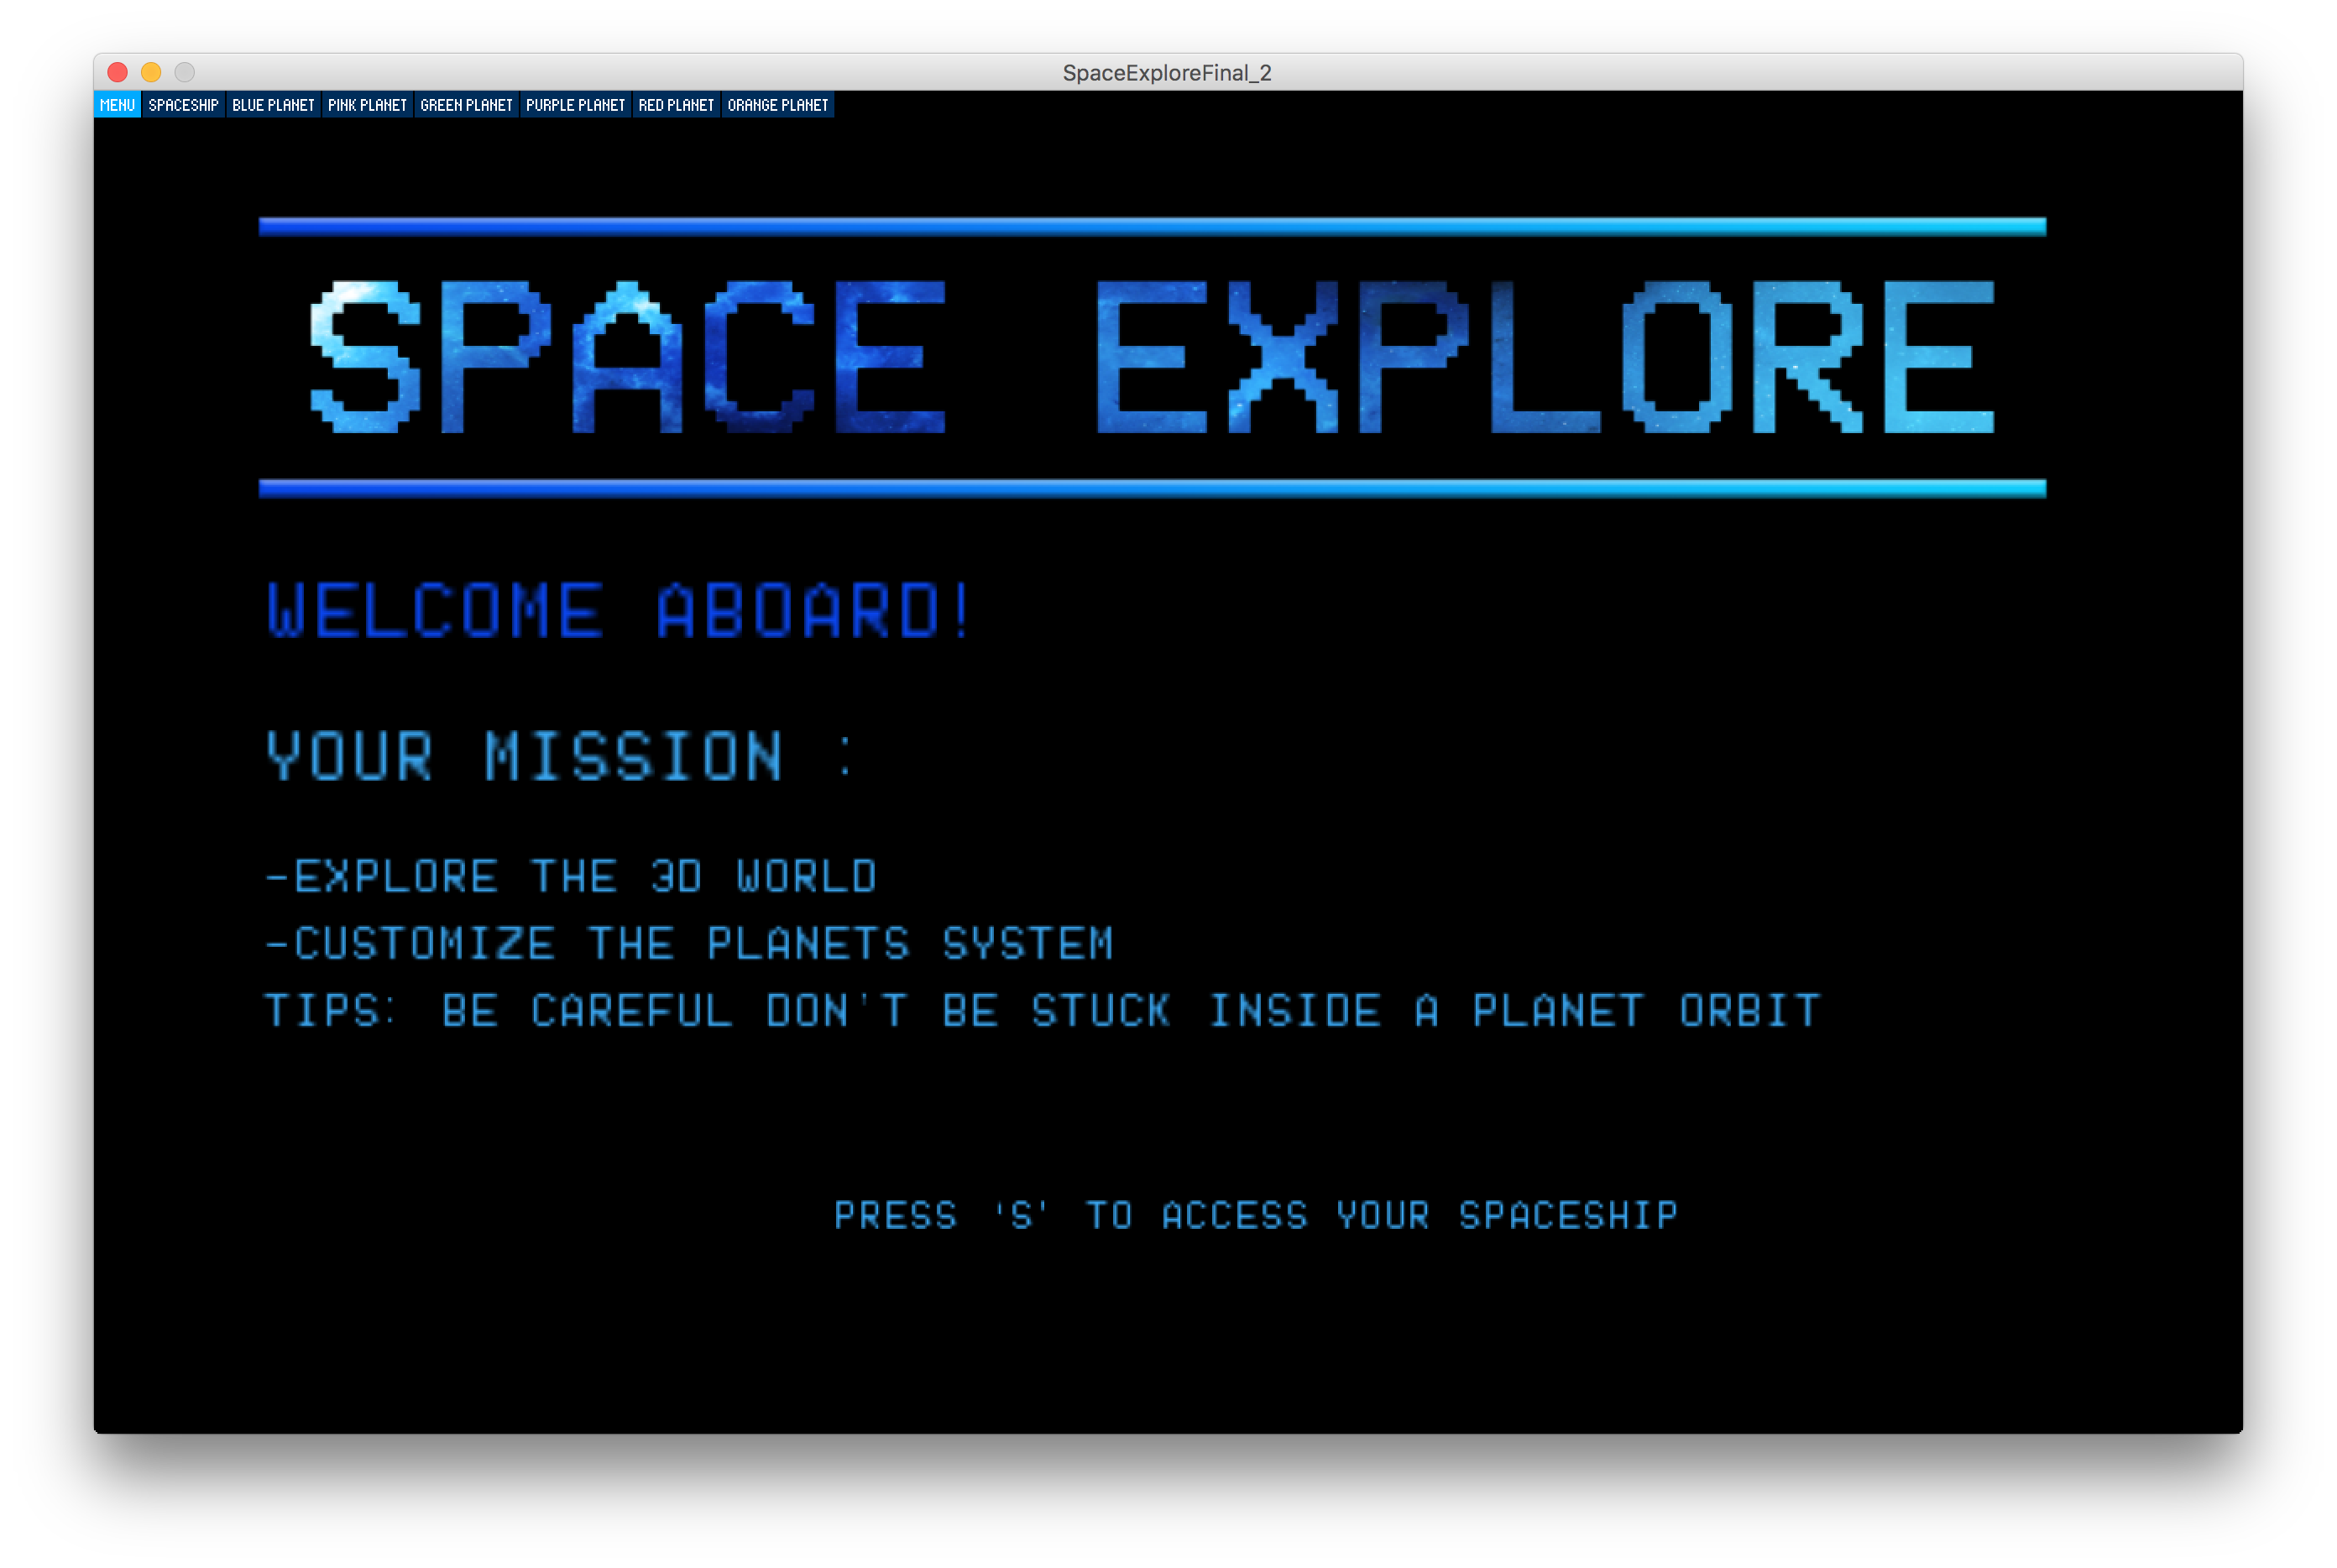 SpaceExploreFinal_2
MENU SPACESHIP BLUE PLANET PINK PLANET GREEN PLANET PURPLE PLANET RED PLANET ORANGE PLANET
SPACE EXPLORE
WELCOME ABOARD!
YOUR MISSION :
-EXPLORE THE 3D WORLD
-CUSTOMIZE THE PLANETS SYSTEM
TIPS: BE CAREFUL DON'T BE STUCK INSIDE A PLANET ORBIT
PRESS 'S' TO ACCESS YOUR SPACESHIP